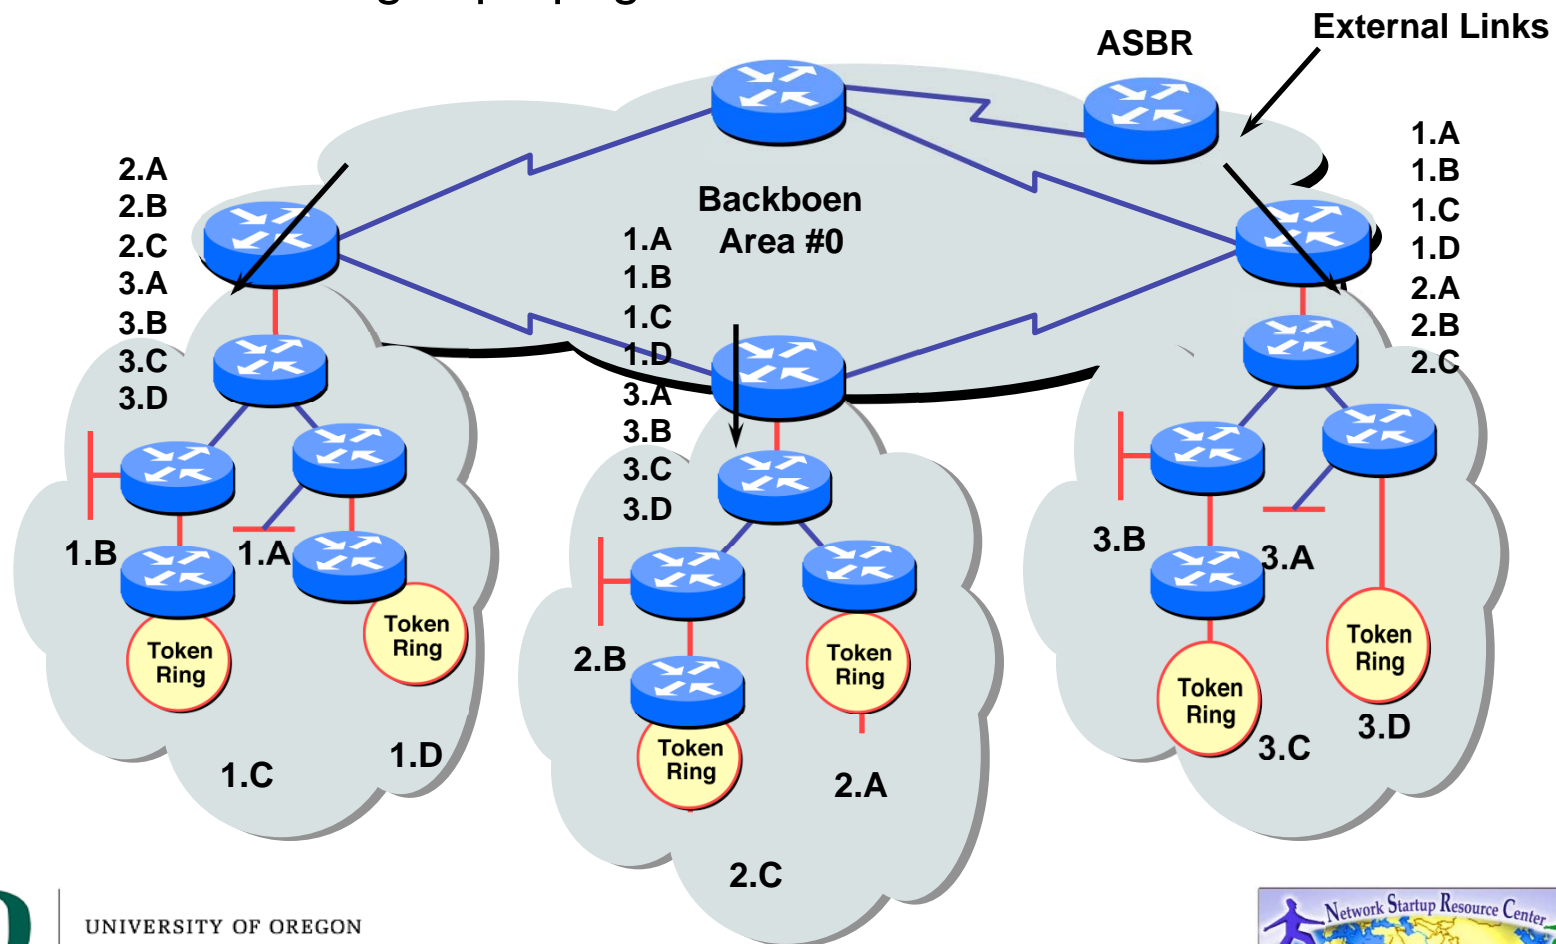 External Links
ASBR
1.A
1.B
1.C
1.D
2.A
2.B
2.C
2.A
2.B
2.C
3.A
3.B
3.C
3.D
Backboen
Area #0
1.A
1.B
1.C
1.D
3.A
3.B
3.C
3.D
1.B
1.A
Token
Ring
Token
Ring
1.C
1.D
2.B
Token
Ring
Token
Ring
2.A
2.C
3.B
3.A
Token
Ring
Token
Ring
3.C
3.D
UNIVERSITY OF OREGON
Network Startup Resource Center